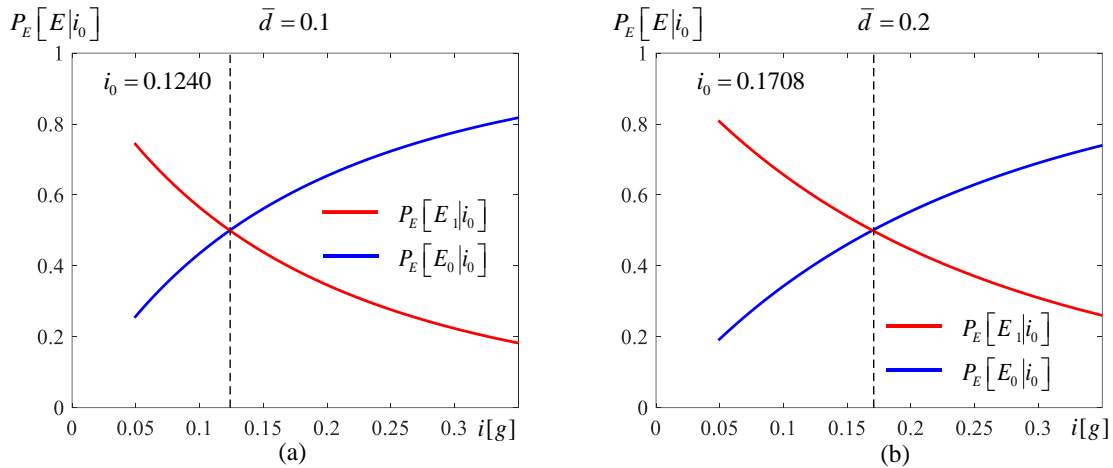 P_E[E|i_0]
d̅ = 0.1
1
i_0 = 0.1240
0.8
0.6
P_E[E_1|i_0]
P_E[E_0|i_0]
0.4
0.2
0
0 0.05 0.1 0.15 0.2 0.25 0.3 i[g]
(a)
P_E[E|i_0]
d̅ = 0.2
1
i_0 = 0.1708
0.8
0.6
0.4
0.2
P_E[E_1|i_0]
P_E[E_0|i_0]
0
0 0.05 0.1 0.15 0.2 0.25 0.3 i[g]
(b)